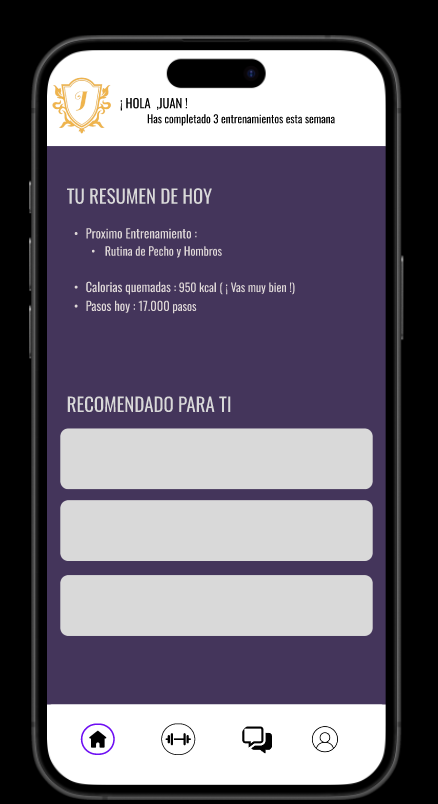 J
¡ HOLA ,JUAN !
Has completado 3 entrenamientos esta semana
TU RESUMEN DE HOY
• Proximo Entrenamiento :
• Rutina de Pecho y Hombros
• Calorias quemadas : 950 kcal ( ¡ Vas muy bien !)
• Pasos hoy : 17.000 pasos
RECOMENDADO PARA TI